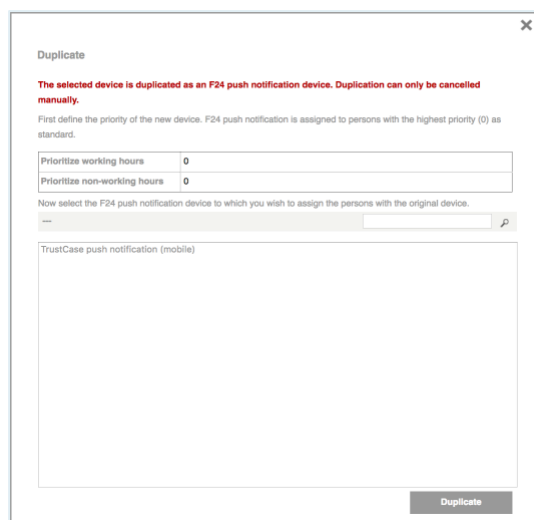 Duplicate
The selected device is duplicated as an F24 push notification device. Duplication can only be cancelled
manually.
First define the priority of the new device. F24 push notification is assigned to persons with the highest priority (0) as
standard.
Prioritize working hours 0
Prioritize non-working hours 0
Now select the F24 push notification device to which you wish to assign the persons with the original device.
---
TrustCase push notification (mobile)
Duplicate